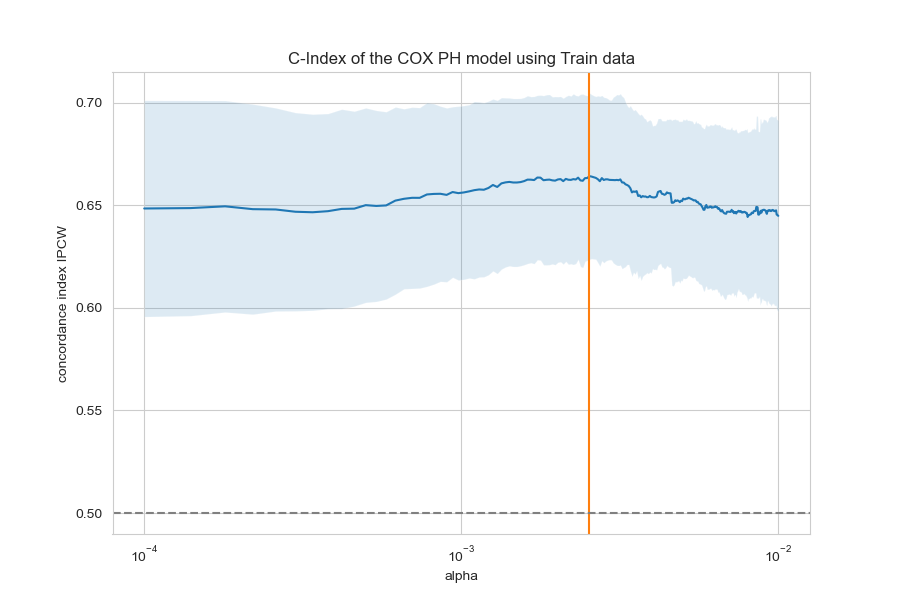 C-Index of the COX PH model using Train data
concordance index IPCW
0.70
0.65
0.60
0.55
0.50
10⁻⁴
10⁻³
10⁻²
alpha